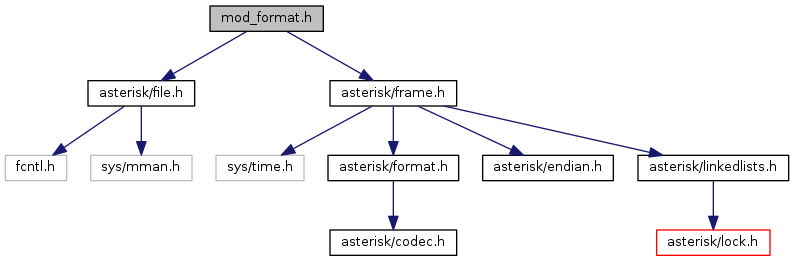 mod_format.h
asterisk/file.h
asterisk/frame.h
fcntl.h
sys/mman.h
sys/time.h
asterisk/format.h
asterisk/endian.h
asterisk/linkedlists.h
asterisk/codec.h
asterisk/lock.h